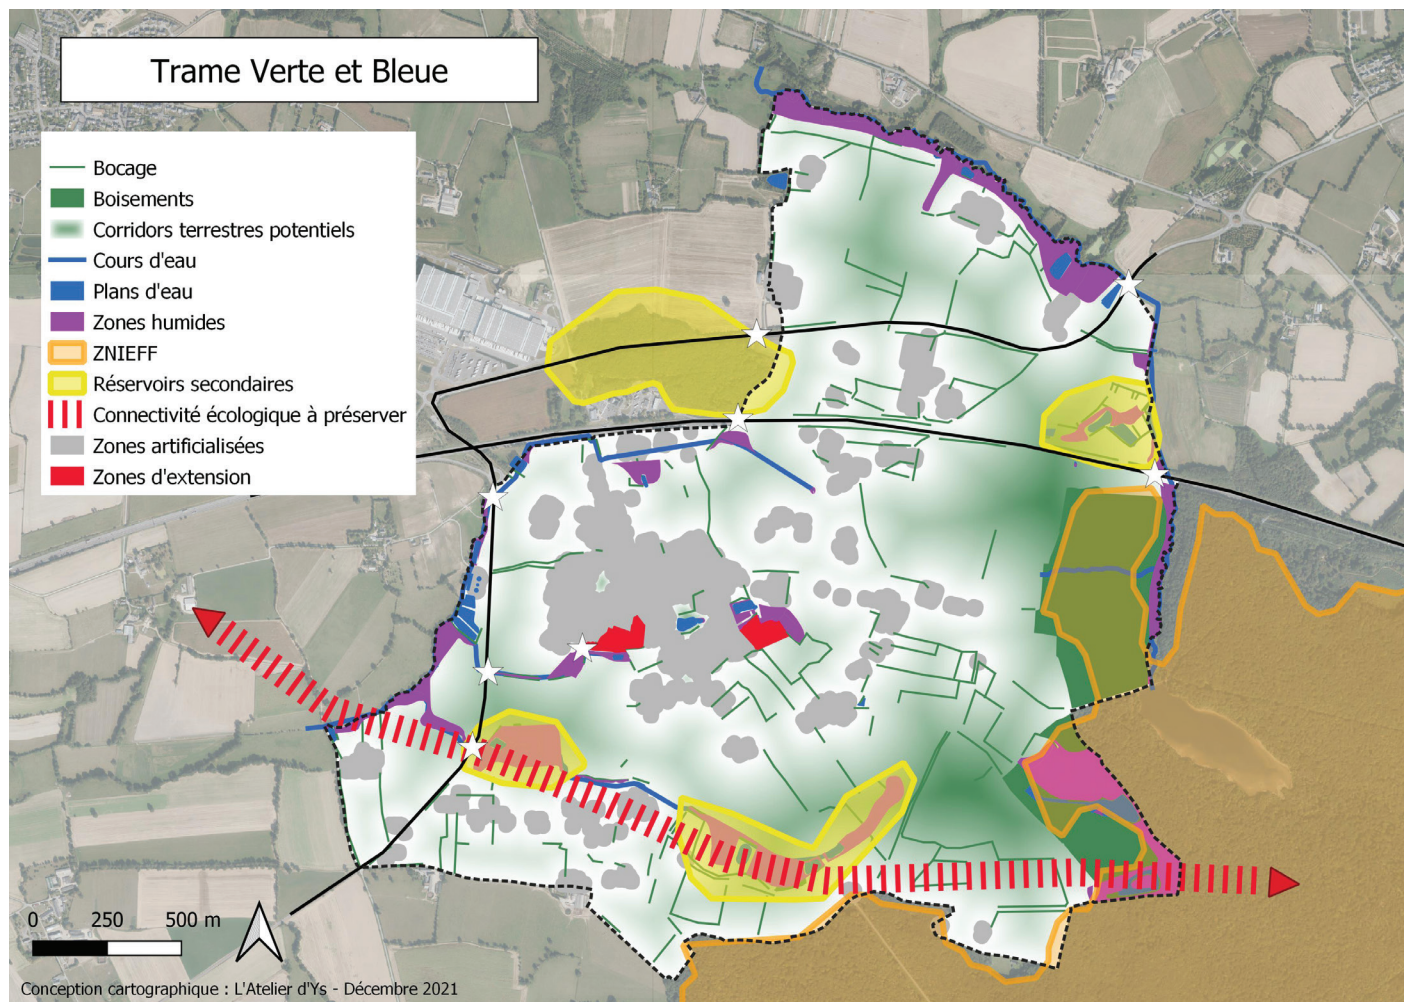 Trame Verte et Bleue
Bocage
Boisements
Corridors terrestres potentiels
Cours d'eau
Plans d'eau
Zones humides
ZNIEFF
Réservoirs secondaires
Connectivité écologique à préserver
Zones artificialisées
Zones d'extension
0 250 500 m
Conception cartographique : L'Atelier d'Ys - Décembre 2021